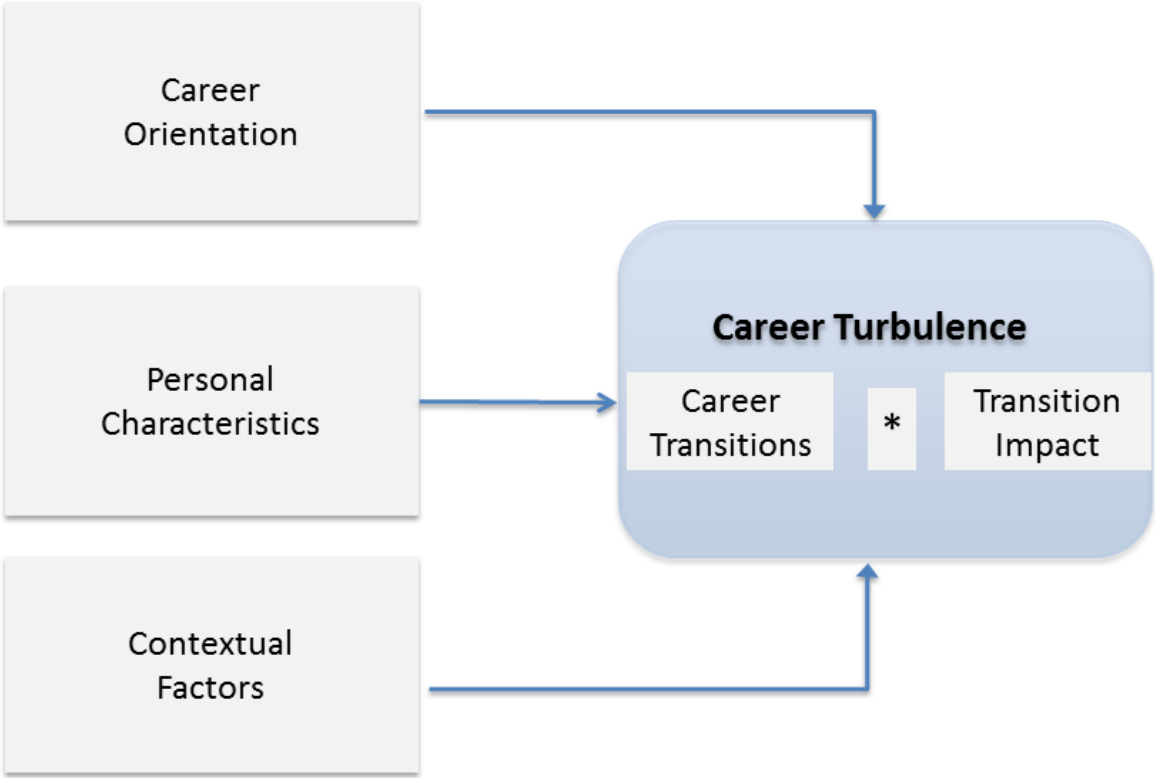 Career
Orientation
Personal
Characteristics
Contextual
Factors
Career Turbulence
Career
Transitions
*
Transition
Impact